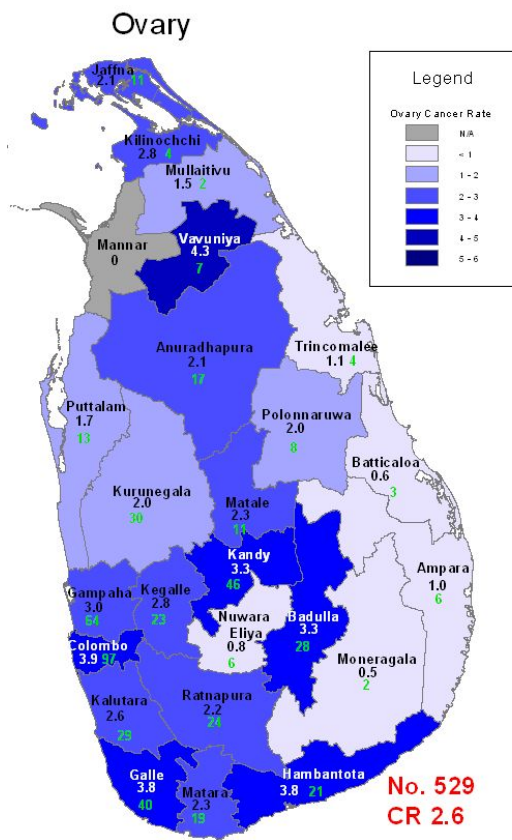 Ovary
Jaffna
2.1 11
Kilinochchi
2.8 4
Mullaitivu
1.5 2
Mannar
0
Vavuniya
4.3
7
Anuradhapura
2.1
17
Trincomalee
1.1 4
Puttalam
1.7
13
Polonnaruwa
2.0
8
Batticaloa
0.6
3
Kurunegala
2.0
30
Matale
2.3
11
Kandy
3.3
46
Ampara
1.0
6
Gampaha
3.0
64
Kegalle
2.8
23
Nuwara
Eliya
0.8
6
Badulla
3.3
28
Colombo
3.9 97
Moneragala
0.5
2
Kalutara
2.6
29
Ratnapura
2.2
24
Galle
3.8
40
Matara
2.3
19
Hambantota
3.8 21
No. 529
CR 2.6
Legend
Ovary Cancer Rate
N/A
< 1
1 - 2
2 - 3
3 - 4
4 - 5
5 - 6